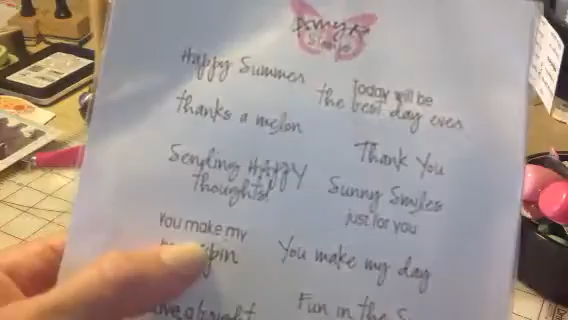 Happy Summer
Today will be
the best day ever
thanks a melon
Thank You
Sending HAPPY
thoughts!
Sunny Smiles
just for you
You make my
spin
You make my day
Fun in the